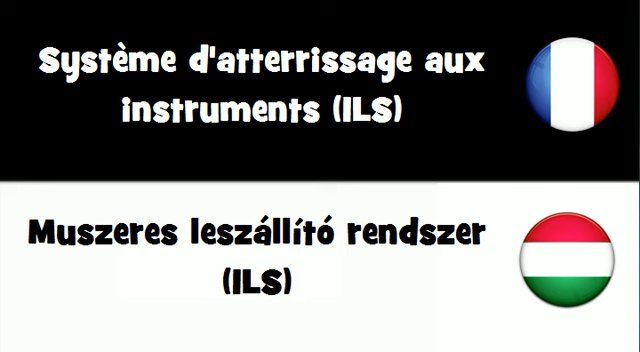 Système d'atterrissage aux
instruments (ILS)
Muszeres leszállító rendszer
(ILS)